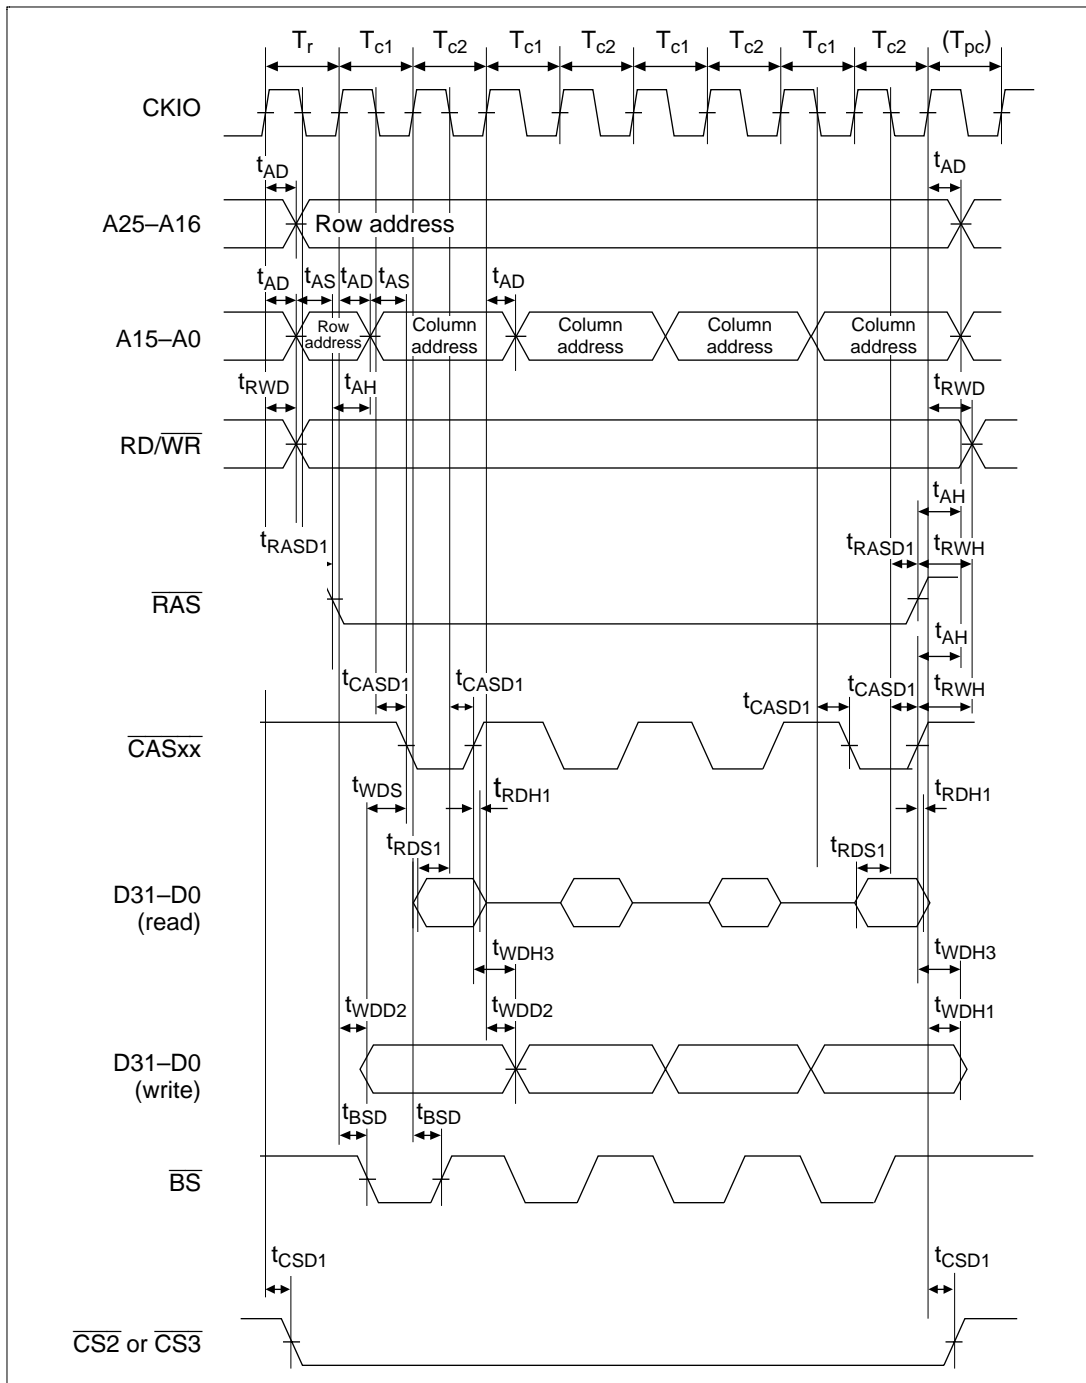 Tr Tc1 Tc2 Tc1 Tc2 Tc1 Tc2 Tc1 Tc2 (Tpc)
CKIO
tAD tAD
A25–A16 Row address
tAD tAS tAD tAS tAD
A15–A0 Row address Column address Column address Column address Column address
tRWD tAH tRWD
RD/WR
tAH
tRASD1 tRASD1 tRWH
RAS
tAH
tCASD1 tCASD1 tCASD1 tCASD1 tRWH
CASxx
tWDS tRDH1 tRDH1
tRDS1 tRDS1
D31–D0
(read)
tWDH3 tWDH3
tWDD2 tWDD2 tWDH1
D31–D0
(write)
tBSD tBSD
BS
tCSD1 tCSD1
CS2 or CS3